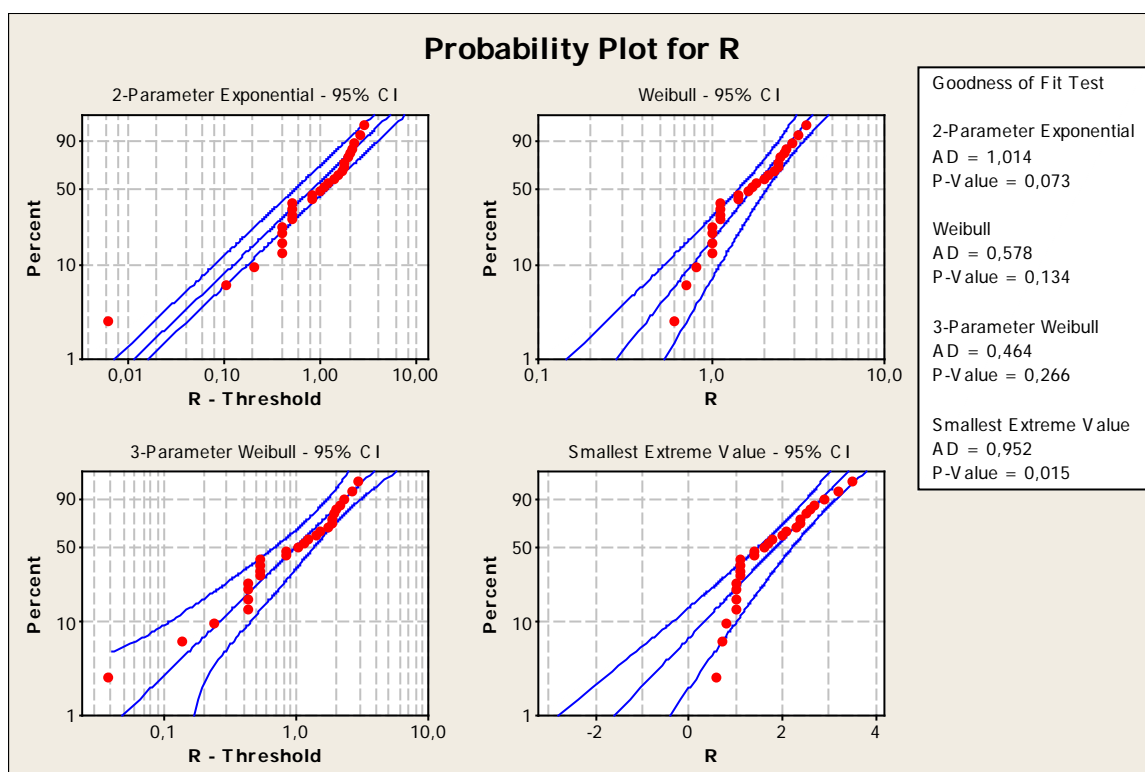 Probability Plot for R
2-Parameter Exponential - 95% CI
Percent
90
50
10
1
0,01
0,10
1,00
10,00
R - Threshold
Weibull - 95% CI
Percent
90
50
10
1
0,1
1,0
10,0
R
3-Parameter Weibull - 95% CI
Percent
90
50
10
1
0,1
1,0
10,0
R - Threshold
Smallest Extreme Value - 95% CI
Percent
90
50
10
1
-2
0
2
4
R
Goodness of Fit Test
2-Parameter Exponential
AD = 1,014
P-Value = 0,073
Weibull
AD = 0,578
P-Value = 0,134
3-Parameter Weibull
AD = 0,464
P-Value = 0,266
Smallest Extreme Value
AD = 0,952
P-Value = 0,015